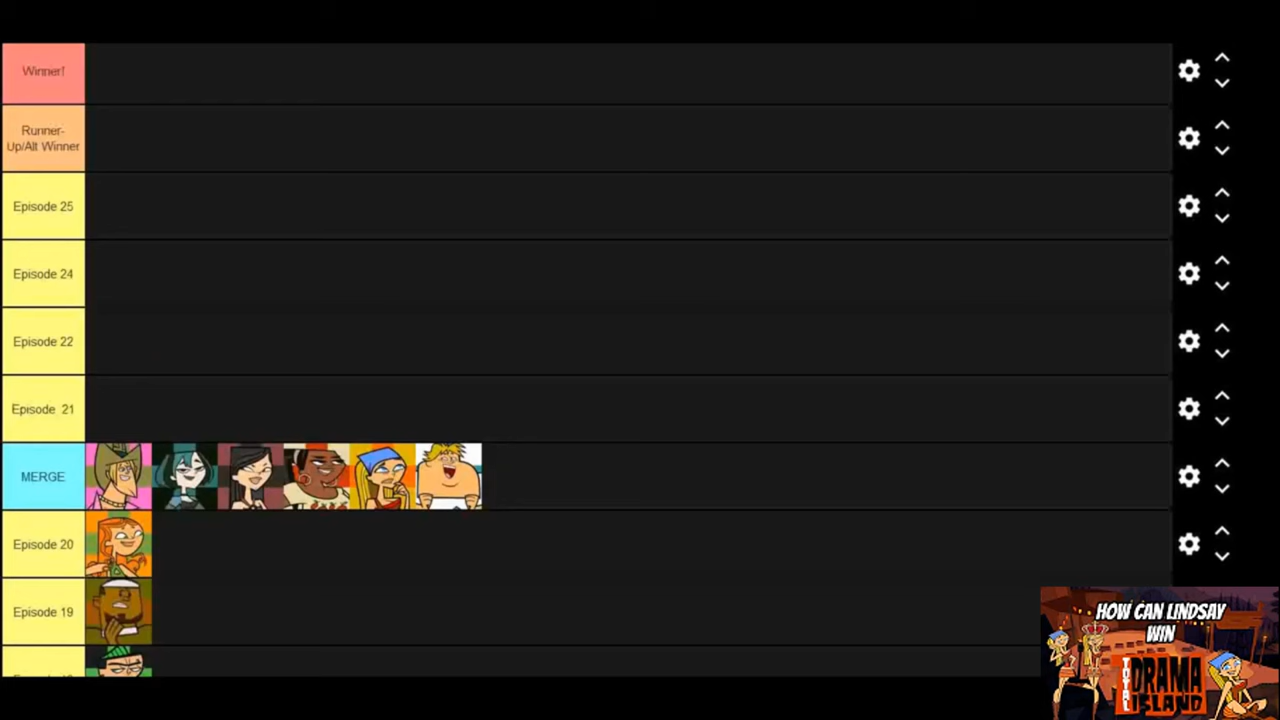 Winner!
Runner-
Up/Alt Winner
Episode 25
Episode 24
Episode 22
Episode 21
MERGE
Episode 20
Episode 19
HOW CAN LINDSAY
WIN
TOTAL
DRAMA
ISLAND